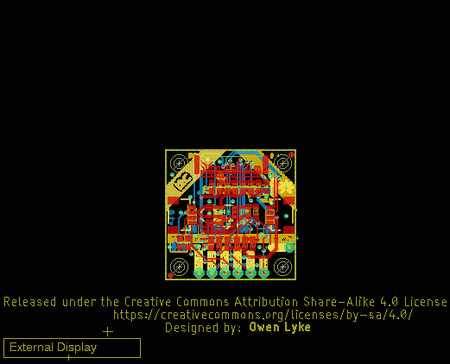 Released under the Creative Commons Attribution Share-Alike 4.0 License
https://creativecommons.org/licenses/by-sa/4.0/
Designed by: Owen Lyke
External Display